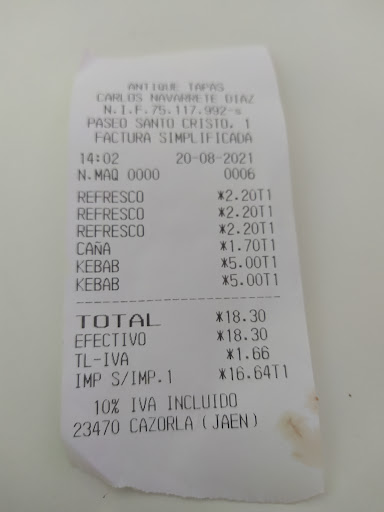 ANTIQUE TAPAS
CARLOS NAVARRETE DIAZ
N.I.F.75.117.992-s
PASEO SANTO CRISTO, 1
FACTURA SIMPLIFICADA
14:02 20-08-2021
N.MAQ 0000 0006
REFRESCO *2.20T1
REFRESCO *2.20T1
REFRESCO *2.20T1
CAÑA *1.70T1
KEBAB *5.00T1
KEBAB *5.00T1
TOTAL *18.30
EFECTIVO *18.30
TL-IVA *1.66
IMP S/IMP.1 *16.64T1
10% IVA INCLUIDO
23470 CAZORLA (JAEN)